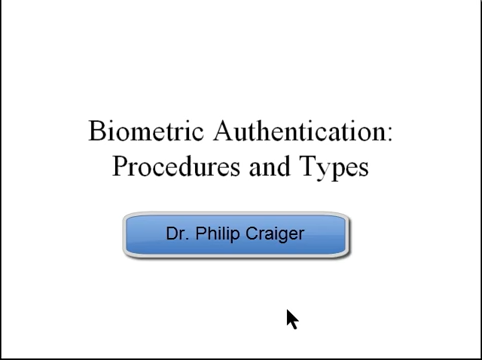 Biometric Authentication:
Procedures and Types
Dr. Philip Craiger